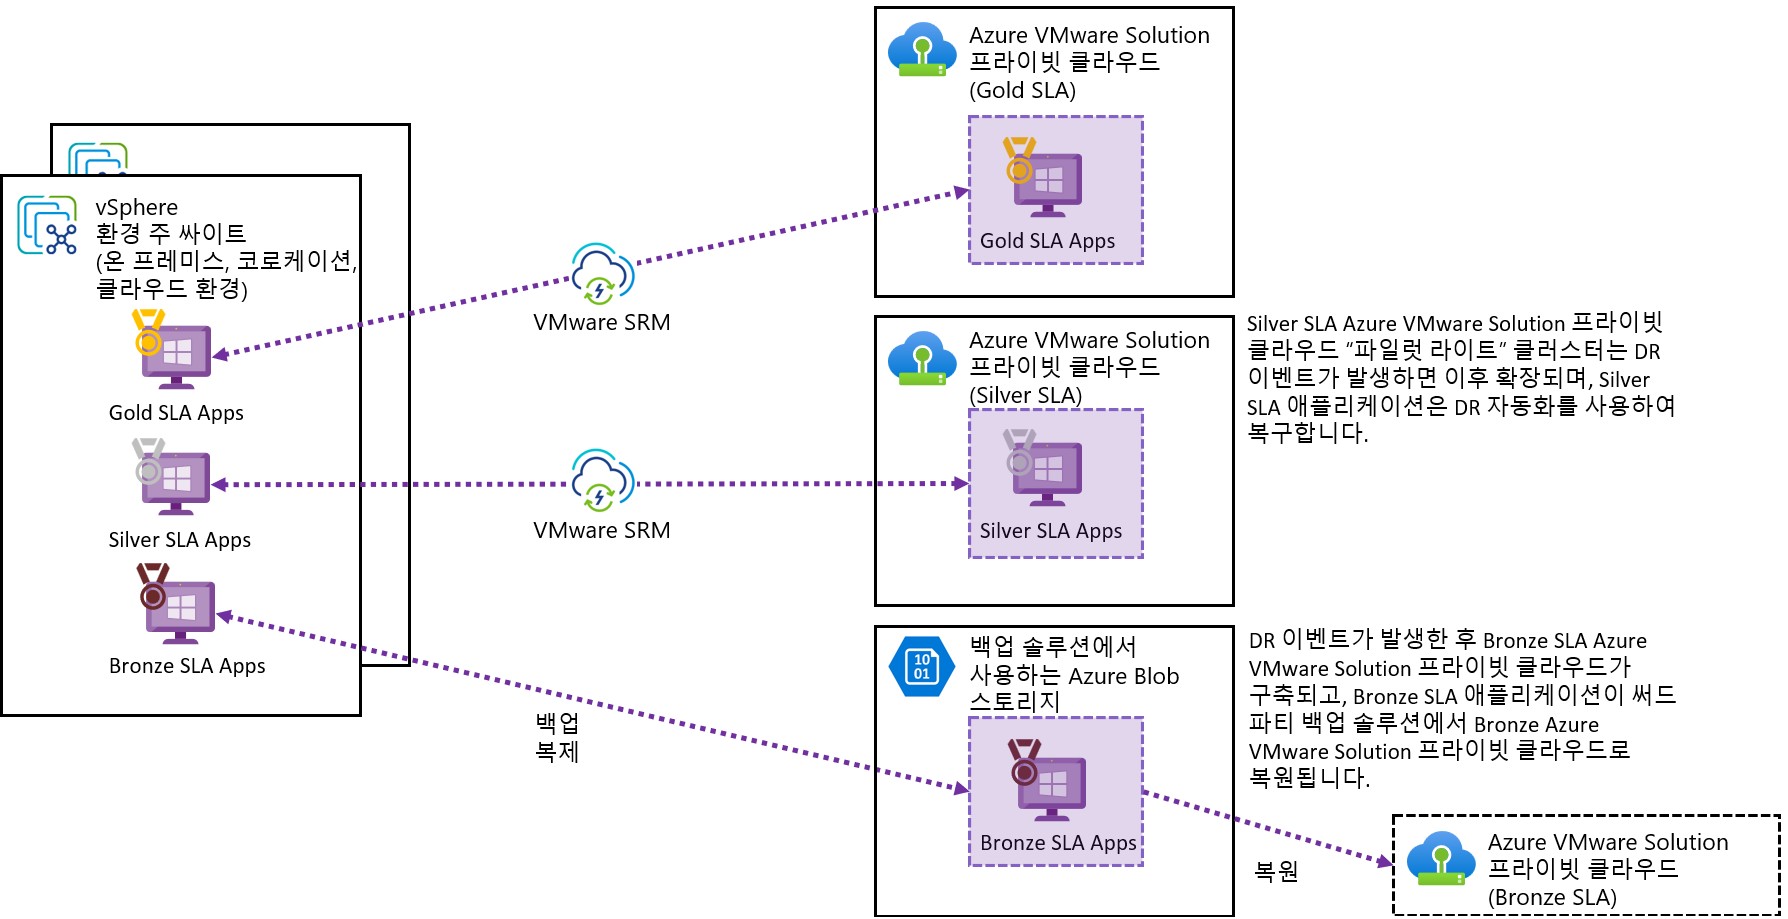 vSphere
환경 주 싸이트
(온 프레미스, 코로케이션,
클라우드 환경)
Gold SLA Apps
Silver SLA Apps
Bronze SLA Apps
VMware SRM
VMware SRM
백업
복제
Azure VMware Solution
프라이빗 클라우드
(Gold SLA)
Gold SLA Apps
Azure VMware Solution
프라이빗 클라우드
(Silver SLA)
Silver SLA Apps
Silver SLA Azure VMware Solution 프라이빗
클라우드 “파일럿 라이트” 클러스터는 DR
이벤트가 발생하면 이후 확장되며, Silver
SLA 애플리케이션은 DR 자동화를 사용하여
복구합니다.
10
01
백업 솔루션에서
사용하는 Azure Blob
스토리지
Bronze SLA Apps
DR 이벤트가 발생한 후 Bronze SLA Azure
VMware Solution 프라이빗 클라우드가
구축되고, Bronze SLA 애플리케이션이 써드
파티 백업 솔루션에서 Bronze Azure
VMware Solution 프라이빗 클라우드로
복원됩니다.
복원
Azure VMware Solution
프라이빗 클라우드
(Bronze SLA)